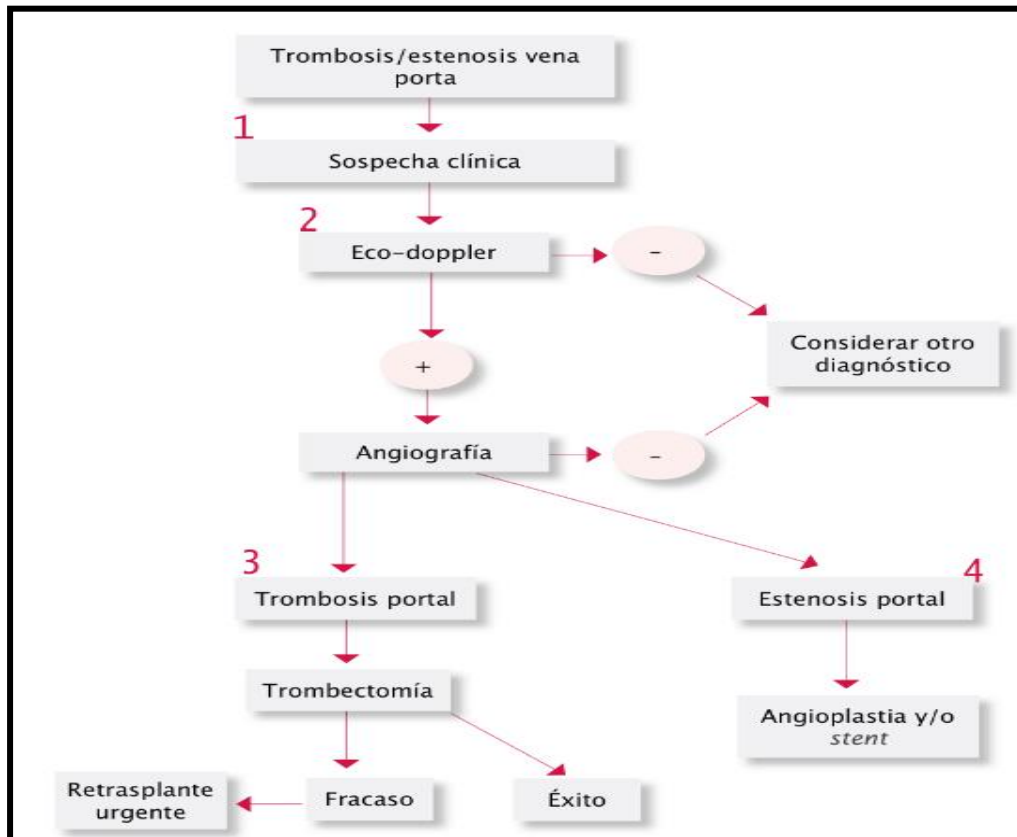 Trombosis/estenosis vena
porta
1
Sospecha clínica
2
Eco-doppler
-
Considerar otro
diagnóstico
+
Angiografía
-
3
Trombosis portal
4
Estenosis portal
Trombectomía
Angioplastia y/o
stent
Retrasplante
urgente
Fracaso
Éxito